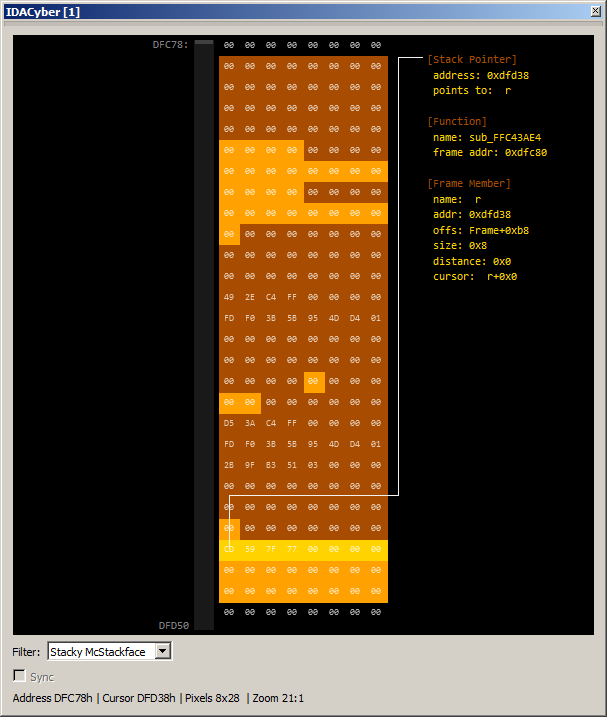 IDACyber [1]
DFC78:
00 00 00 00 00 00 00 00
00 00 00 00 00 00 00 00
00 00 00 00 00 00 00 00
00 00 00 00 00 00 00 00
00 00 00 00 00 00 00 00
00 00 00 00 00 00 00 00
00 00 00 00 00 00 00 00
00 00 00 00 00 00 00 00
00 00 00 00 00 00 00 00
00 00 00 00 00 00 00 00
00 00 00 00 00 00 00 00
00 00 00 00 00 00 00 00
49 2E C4 FF 00 00 00 00
FD F0 3B 5B 95 4D D4 01
00 00 00 00 00 00 00 00
00 00 00 00 00 00 00 00
00 00 00 00 00 00 00 00
00 00 00 00 00 00 00 00
D5 3A C4 FF 00 00 00 00
FD F0 3B 5B 95 4D D4 01
2B 9F B3 51 03 00 00 00
00 00 00 00 00 00 00 00
00 00 00 00 00 00 00 00
00 00 00 00 00 00 00 00
CD 59 7F 77 00 00 00 00
00 00 00 00 00 00 00 00
00 00 00 00 00 00 00 00
00 00 00 00 00 00 00 00
DFD50
[Stack Pointer]
address: 0xdfd38
points to: r
[Function]
name: sub_FFC43AE4
frame addr: 0xdfc80
[Frame Member]
name: r
addr: 0xdfd38
offs: Frame+0xb8
size: 0x8
distance: 0x0
cursor: r+0x0
Filter: Stacky McStackface
Sync
Address DFC78h | Cursor DFD38h | Pixels 8x28 | Zoom 21:1